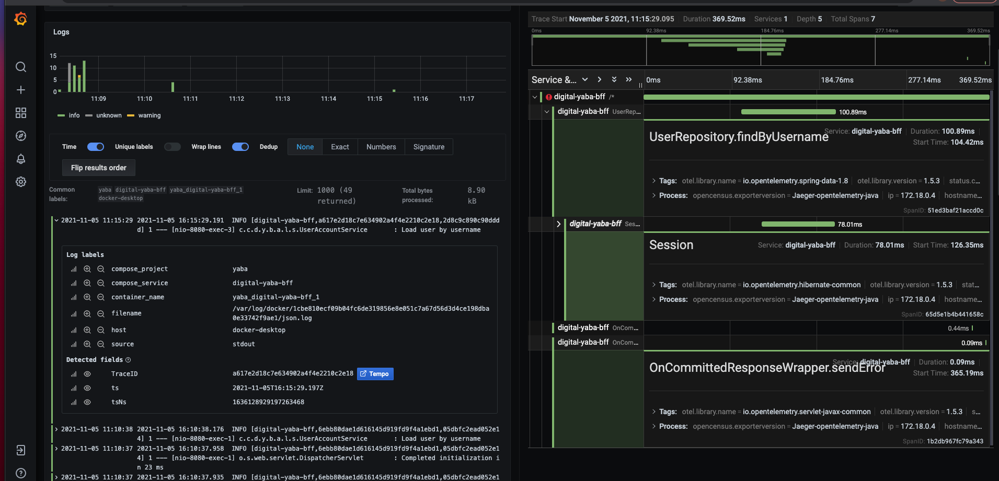 Logs
15
10
5
0
11:09 11:10 11:11 11:12 11:13 11:14 11:15 11:16 11:17
info unknown warning
Time Unique labels Wrap lines Dedup None Exact Numbers Signature
Flip results order
Common labels: yaba digital-yaba-bff yaba_digital-yaba-bff_1 docker-desktop
Limit: 1000 (49 returned)
Total bytes processed: 8.90 kB
2021-11-05 11:15:29 2021-11-05 16:15:29.191 INFO [digital-yaba-bff,a617e2d18c7e634902a4f4e2210c2e18,2d8c9c890c90ddd
d] 1 --- [nio-8080-exec-3] c.c.d.y.b.a.l.s.UserAccountService : Load user by username
Log labels
compose_project yaba
compose_service digital-yaba-bff
container_name yaba_digital-yaba-bff_1
filename /var/log/docker/1cbe810ecf09b04fc6de319856e8e051c7a67d56d3d4ce198dba
0e33742f9ae1/json.log
host docker-desktop
source stdout
Detected fields
TraceID a617e2d18c7e634902a4f4e2210c2e18 Tempo
ts 2021-11-05T16:15:29.197Z
tsNs 1636128929197263468
2021-11-05 11:10:38 2021-11-05 16:10:38.176 INFO [digital-yaba-bff,6ebb80dae1d616145d919fd9f4a1ebd1,05dbfc2ead052e1
4] 1 --- [nio-8080-exec-1] c.c.d.y.b.a.l.s.UserAccountService : Load user by username
2021-11-05 11:10:37 2021-11-05 16:10:37.958 INFO [digital-yaba-bff,6ebb80dae1d616145d919fd9f4a1ebd1,05dbfc2ead052e1
4] 1 --- [nio-8080-exec-1] o.s.web.servlet.DispatcherServlet : Completed initialization i
n 23 ms
2021-11-05 11:10:37 2021-11-05 16:10:37.935 INFO [digital-yaba-bff,6ebb80dae1d616145d919fd9f4a1ebd1,05dbfc2ead052e1
Trace Start November 5 2021, 11:15:29.095 Duration 369.52ms Services 1 Depth 5 Total Spans 7
0ms 92.38ms 184.76ms 277.14ms 369.52ms
Service &... 0ms 92.38ms 184.76ms 277.14ms 369.52ms
digital-yaba-bff /*
digital-yaba-bff UserRep... 100.89ms
UserRepository.findByUsername Service: digital-yaba-bff Duration: 100.89ms
Start Time: 104.42ms
Tags: otel.library.name = io.opentelemetry.spring-data-1.8 otel.library.version = 1.5.3 status.c...
Process: opencensus.exporterversion = Jaeger-opentelemetry-java ip = 172.18.0.4 hostname...
SpanID: 51ed3baf21accd0c
digital-yaba-bff Ses... 78.01ms
Session Service: digital-yaba-bff Duration: 78.01ms Start Time: 126.35ms
Tags: otel.library.name = io.opentelemetry.hibernate-common otel.library.version = 1.5.3 stat...
Process: opencensus.exporterversion = Jaeger-opentelemetry-java ip = 172.18.0.4 hostname...
SpanID: 65d5e1b4b441658c
digital-yaba-bff OnCom... 0.44ms
digital-yaba-bff OnCom... 0.09ms
OnCommittedResponseWrapper.sendError Service: digital-yaba-bff Duration: 0.09ms
Start Time: 365.19ms
Tags: otel.library.name = io.opentelemetry.servlet-javax-common otel.library.version = 1.5.3 s...
Process: opencensus.exporterversion = Jaeger-opentelemetry-java ip = 172.18.0.4 hostname...
SpanID: 1b2db967fc79a343